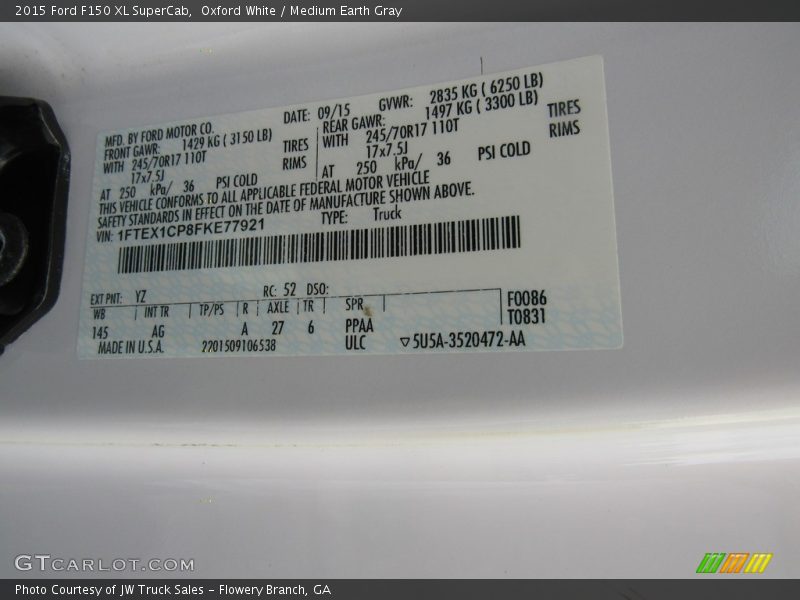 2015 Ford F150 XL SuperCab, Oxford White / Medium Earth Gray
MFD. BY FORD MOTOR CO. DATE: 09/15 GVWR: 2835 KG ( 6250 LB)
FRONT GAWR: 1429 KG ( 3150 LB) REAR GAWR: 1497 KG ( 3300 LB)
WITH 245/70R17 110T TIRES WITH 245/70R17 110T TIRES
17x7.5J RIMS 17x7.5J RIMS
AT 250 kPa/ 36 PSI COLD AT 250 kPa/ 36 PSI COLD
THIS VEHICLE CONFORMS TO ALL APPLICABLE FEDERAL MOTOR VEHICLE
SAFETY STANDARDS IN EFFECT ON THE DATE OF MANUFACTURE SHOWN ABOVE.
VIN: 1FTEX1CP8FKE77921 TYPE: Truck
EXT PNT: YZ RC: 52 DSO:
WB INT TR TP/PS R AXLE TR SPR F0086
145 AG A 27 6 PPAA T0831
MADE IN U.S.A. 2201509106538 ULC ▽5U5A-3520472-AA
GTCARLOT.COM
Photo Courtesy of JW Truck Sales - Flowery Branch, GA